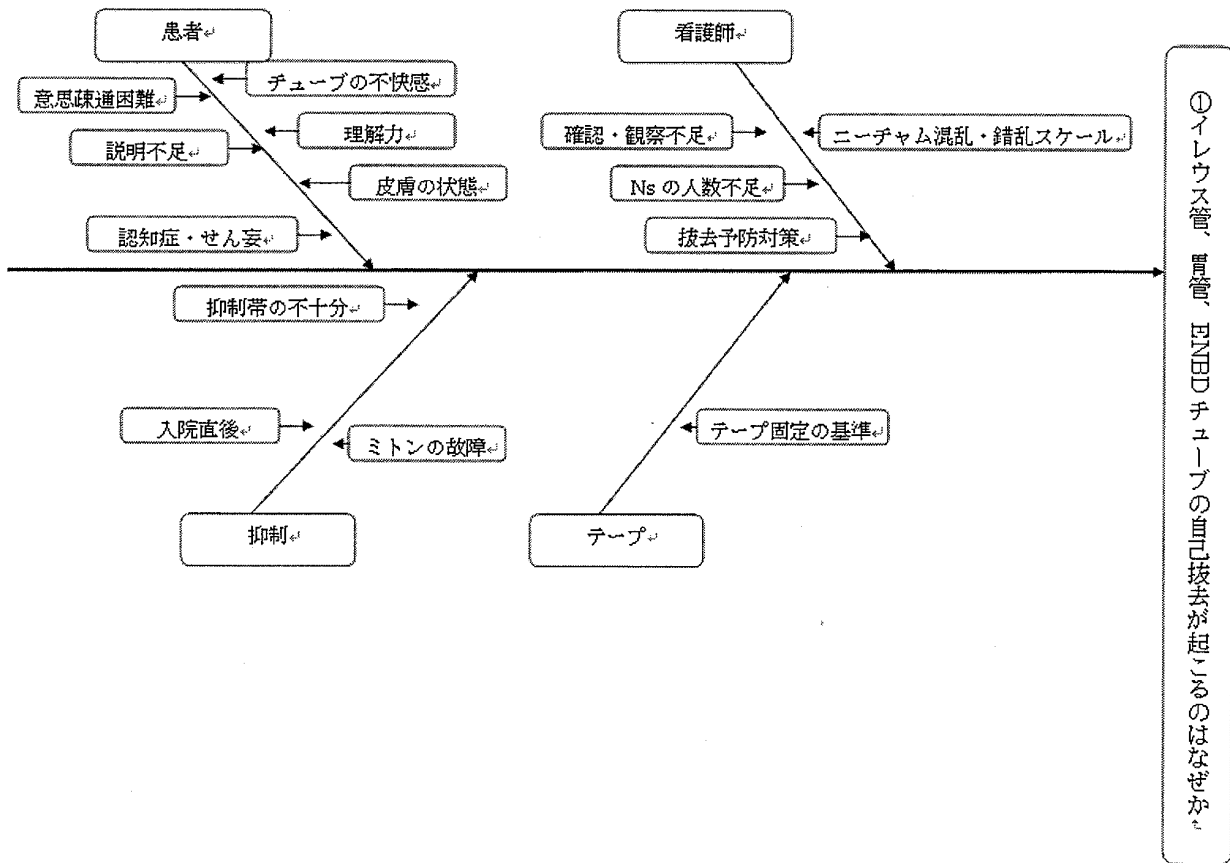 患者
看護師
チューブの不快感
意思疎通困難
理解力
説明不足
皮膚の状態
認知症・せん妄
確認・観察不足
ニーチャム混乱・錯乱スケール
Nsの人数不足
抜去予防対策
抑制帯の不十分
入院直後
ミトンの故障
テープ固定の基準
抑制
テープ
①イレウス管、胃管、ENBDチューブの自己抜去が起こるのはなぜか